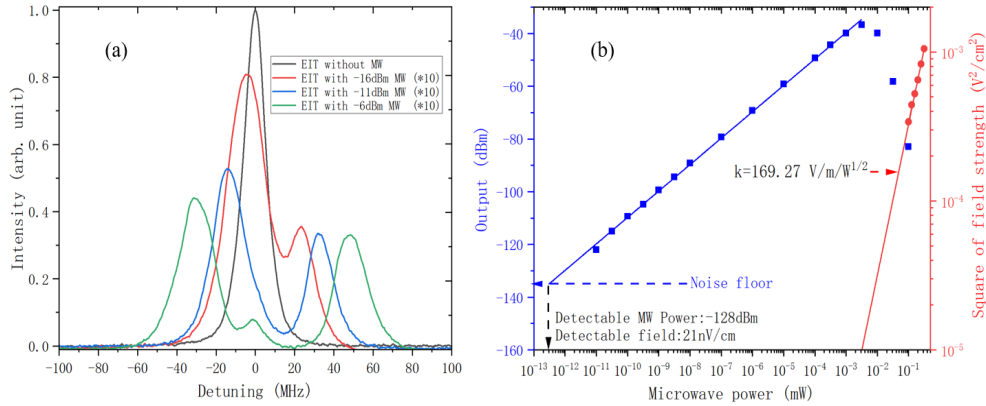 (a)
EIT without MW
EIT with -16dBm MW (*10)
EIT with -11dBm MW (*10)
EIT with -6dBm MW (*10)
Intensity (arb. unit)
1.0
0.8
0.6
0.4
0.2
0.0
-100 -80 -60 -40 -20 0 20 40 60 80 100
Detuning (MHz)
(b)
Output (dBm)
-40
-60
-80
-100
-120
-140
-160
k=169.27 V/m/W^1/2
Noise floor
Detectable MW Power:-128dBm
Detectable field:21nV/cm
10^-13 10^-12 10^-11 10^-10 10^-9 10^-8 10^-7 10^-6 10^-5 10^-4 10^-3 10^-2 10^-1 10^0
Microwave power (mW)
10^-3
10^-4
10^-5
Square of field strength (V^2/cm^2)